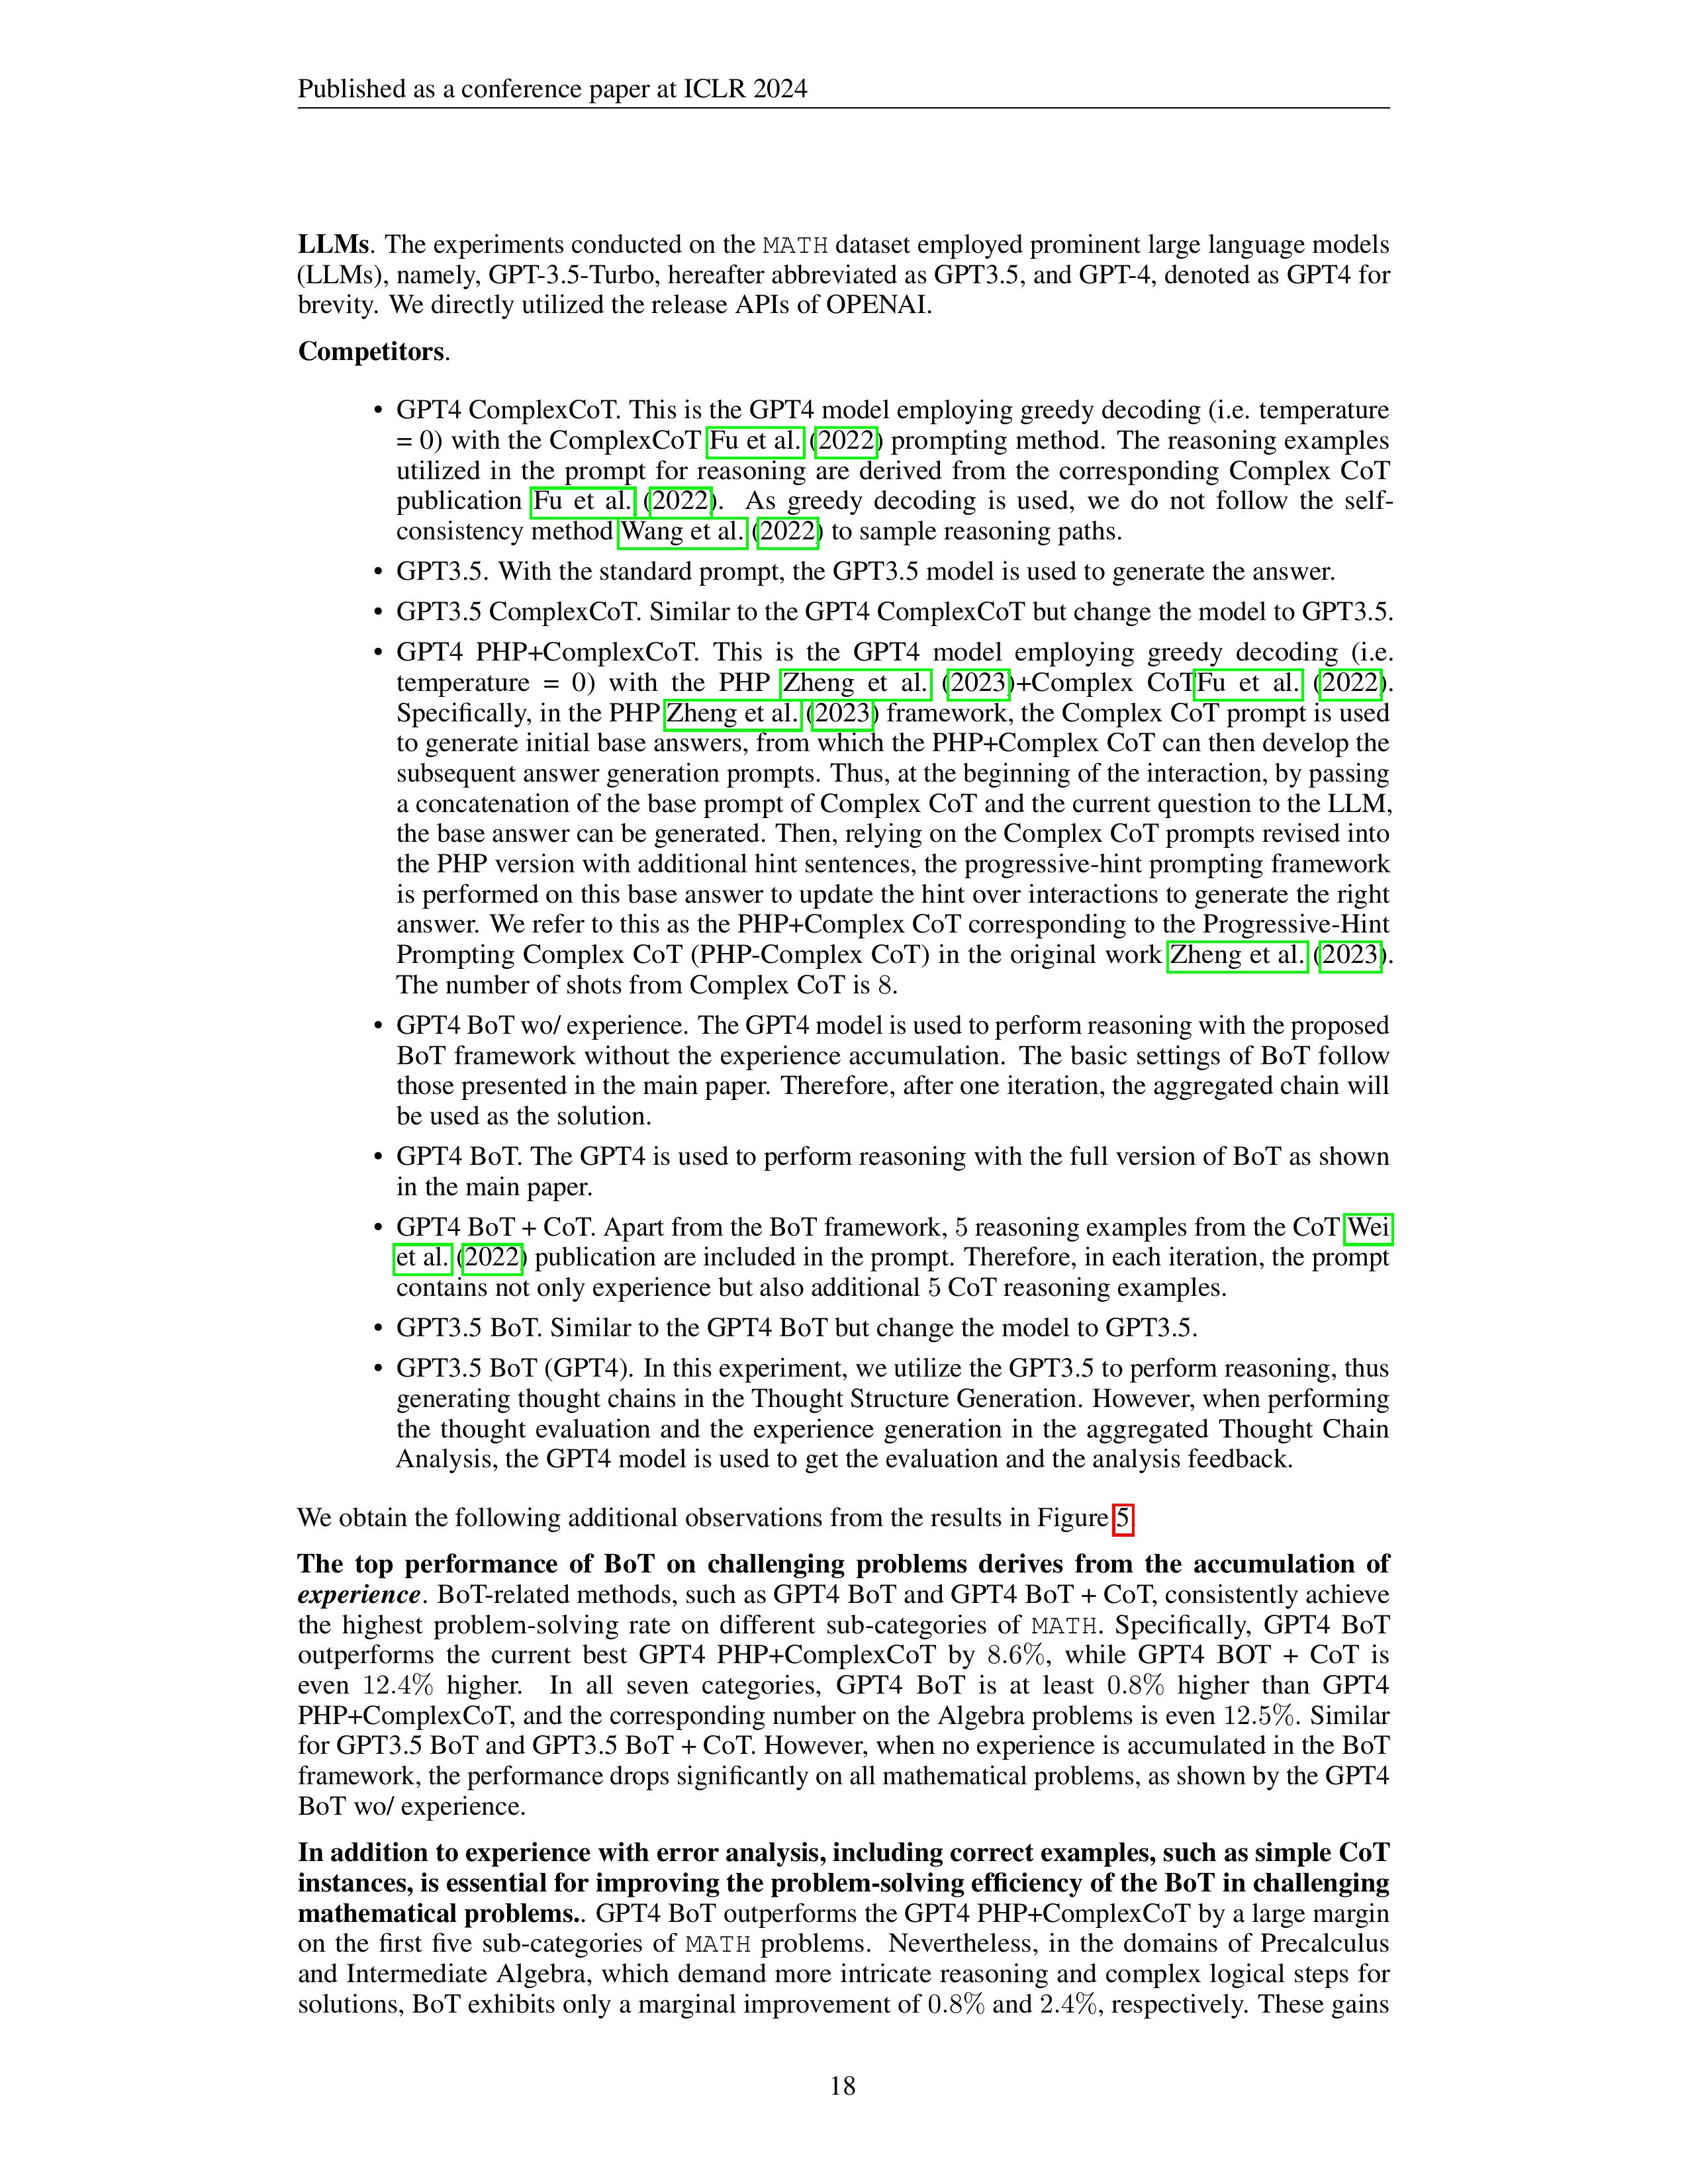 Published as a conference paper at ICLR 2024
LLMs. The experiments conducted on the MATH dataset employed prominent large language models
(LLMs), namely, GPT-3.5-Turbo, hereafter abbreviated as GPT3.5, and GPT-4, denoted as GPT4 for
brevity. We directly utilized the release APIs of OPENAI.
Competitors.
• GPT4 ComplexCoT. This is the GPT4 model employing greedy decoding (i.e. temperature
= 0) with the ComplexCoT Fu et al. (2022) prompting method. The reasoning examples
utilized in the prompt for reasoning are derived from the corresponding Complex CoT
publication Fu et al. (2022). As greedy decoding is used, we do not follow the self-
consistency method Wang et al. (2022) to sample reasoning paths.
• GPT3.5. With the standard prompt, the GPT3.5 model is used to generate the answer.
• GPT3.5 ComplexCoT. Similar to the GPT4 ComplexCoT but change the model to GPT3.5.
• GPT4 PHP+ComplexCoT. This is the GPT4 model employing greedy decoding (i.e.
temperature = 0) with the PHP Zheng et al. (2023)+Complex CoTFu et al. (2022).
Specifically, in the PHP Zheng et al. (2023) framework, the Complex CoT prompt is used
to generate initial base answers, from which the PHP+Complex CoT can then develop the
subsequent answer generation prompts. Thus, at the beginning of the interaction, by passing
a concatenation of the base prompt of Complex CoT and the current question to the LLM,
the base answer can be generated. Then, relying on the Complex CoT prompts revised into
the PHP version with additional hint sentences, the progressive-hint prompting framework
is performed on this base answer to update the hint over interactions to generate the right
answer. We refer to this as the PHP+Complex CoT corresponding to the Progressive-Hint
Prompting Complex CoT (PHP-Complex CoT) in the original work Zheng et al. (2023).
The number of shots from Complex CoT is 8.
• GPT4 BoT wo/ experience. The GPT4 model is used to perform reasoning with the proposed
BoT framework without the experience accumulation. The basic settings of BoT follow
those presented in the main paper. Therefore, after one iteration, the aggregated chain will
be used as the solution.
• GPT4 BoT. The GPT4 is used to perform reasoning with the full version of BoT as shown
in the main paper.
• GPT4 BoT + CoT. Apart from the BoT framework, 5 reasoning examples from the CoT Wei
et al. (2022) publication are included in the prompt. Therefore, in each iteration, the prompt
contains not only experience but also additional 5 CoT reasoning examples.
• GPT3.5 BoT. Similar to the GPT4 BoT but change the model to GPT3.5.
• GPT3.5 BoT (GPT4). In this experiment, we utilize the GPT3.5 to perform reasoning, thus
generating thought chains in the Thought Structure Generation. However, when performing
the thought evaluation and the experience generation in the aggregated Thought Chain
Analysis, the GPT4 model is used to get the evaluation and the analysis feedback.
We obtain the following additional observations from the results in Figure 5
The top performance of BoT on challenging problems derives from the accumulation of
experience. BoT-related methods, such as GPT4 BoT and GPT4 BoT + CoT, consistently achieve
the highest problem-solving rate on different sub-categories of MATH. Specifically, GPT4 BoT
outperforms the current best GPT4 PHP+ComplexCoT by 8.6%, while GPT4 BOT + CoT is
even 12.4% higher. In all seven categories, GPT4 BoT is at least 0.8% higher than GPT4
PHP+ComplexCoT, and the corresponding number on the Algebra problems is even 12.5%. Similar
for GPT3.5 BoT and GPT3.5 BoT + CoT. However, when no experience is accumulated in the BoT
framework, the performance drops significantly on all mathematical problems, as shown by the GPT4
BoT wo/ experience.
In addition to experience with error analysis, including correct examples, such as simple CoT
instances, is essential for improving the problem-solving efficiency of the BoT in challenging
mathematical problems.. GPT4 BoT outperforms the GPT4 PHP+ComplexCoT by a large margin
on the first five sub-categories of MATH problems. Nevertheless, in the domains of Precalculus
and Intermediate Algebra, which demand more intricate reasoning and complex logical steps for
solutions, BoT exhibits only a marginal improvement of 0.8% and 2.4%, respectively. These gains
18